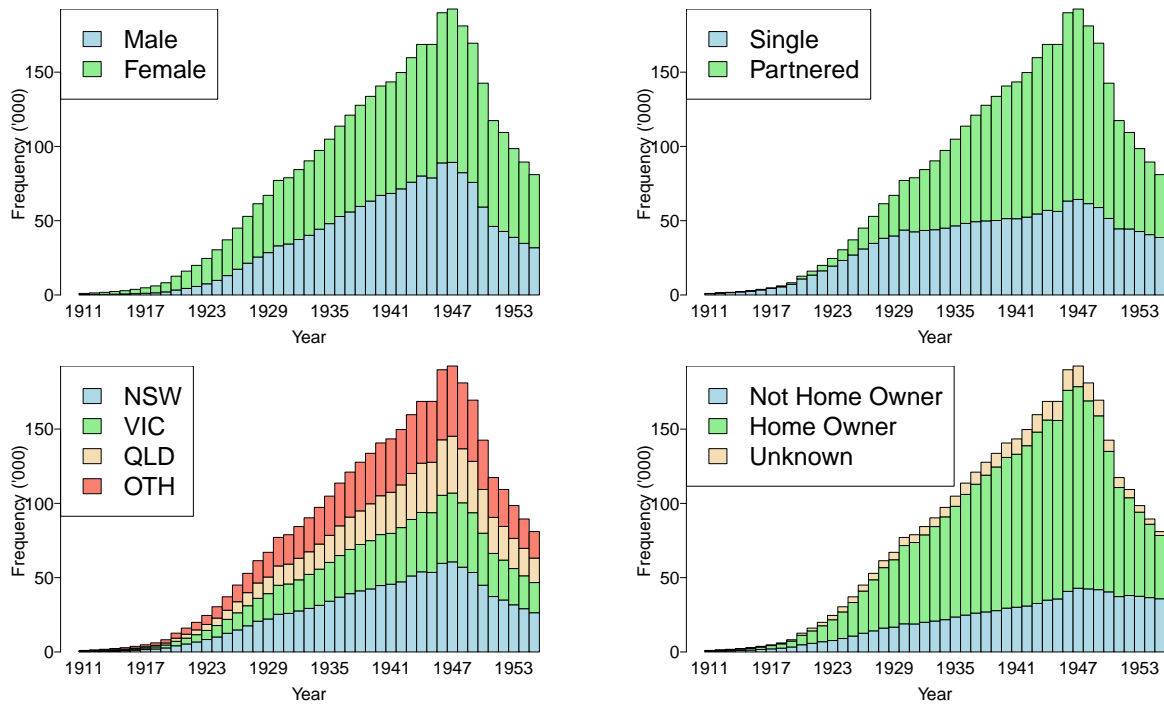 Male
Female
Frequency ('000)
0
50
100
150
1911 1917 1923 1929 1935 1941 1947 1953
Year
Single
Partnered
Frequency ('000)
0
50
100
150
1911 1917 1923 1929 1935 1941 1947 1953
Year
NSW
VIC
QLD
OTH
Frequency ('000)
0
50
100
150
1911 1917 1923 1929 1935 1941 1947 1953
Year
Not Home Owner
Home Owner
Unknown
Frequency ('000)
0
50
100
150
1911 1917 1923 1929 1935 1941 1947 1953
Year